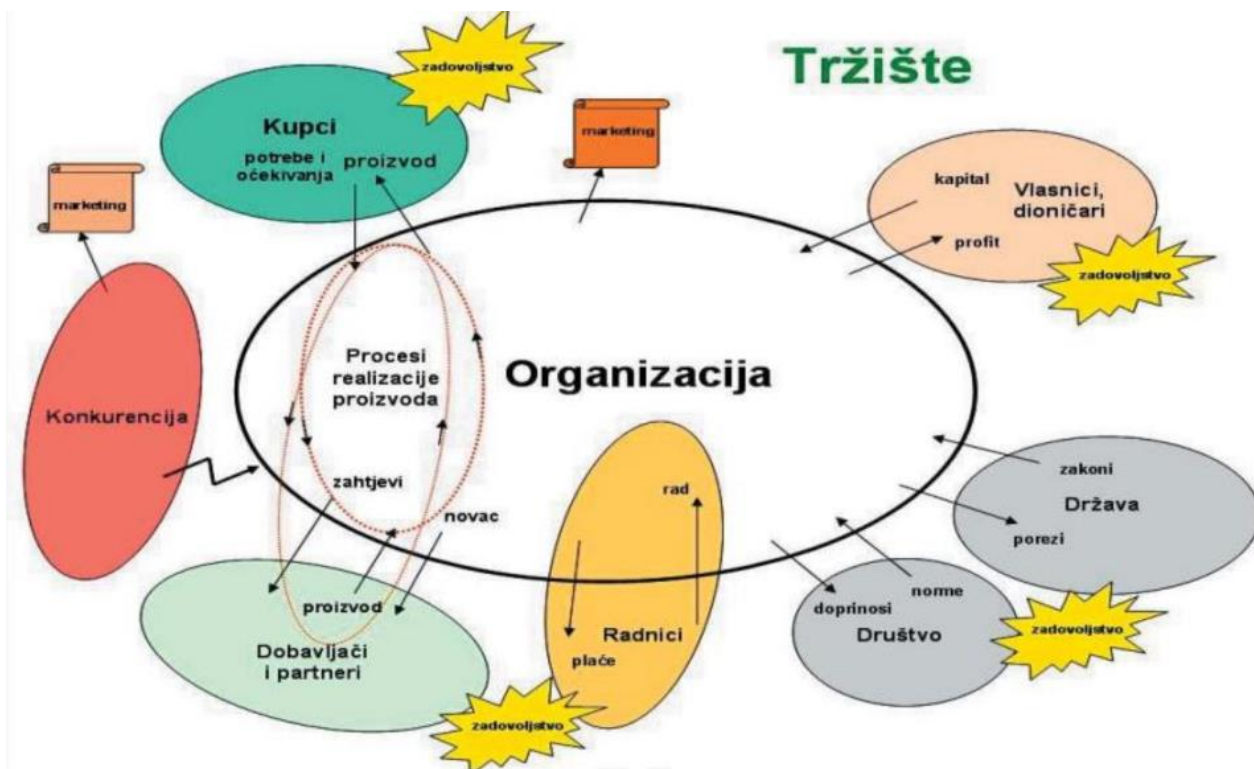 Tržište
zadovoljstvo
Kupci
potrebe i
očekivanja
proizvod
marketing
marketing
kapital
Vlasnici,
dioničari
profit
zadovoljstvo
Konkurencija
Procesi
realizacije
proizvoda
Organizacija
zahtjevi
novac
rad
zakoni
Država
porezi
proizvod
Dobavljači
i partneri
Radnici
plaće
doprinosi
norme
Društvo
zadovoljstvo
zadovoljstvo